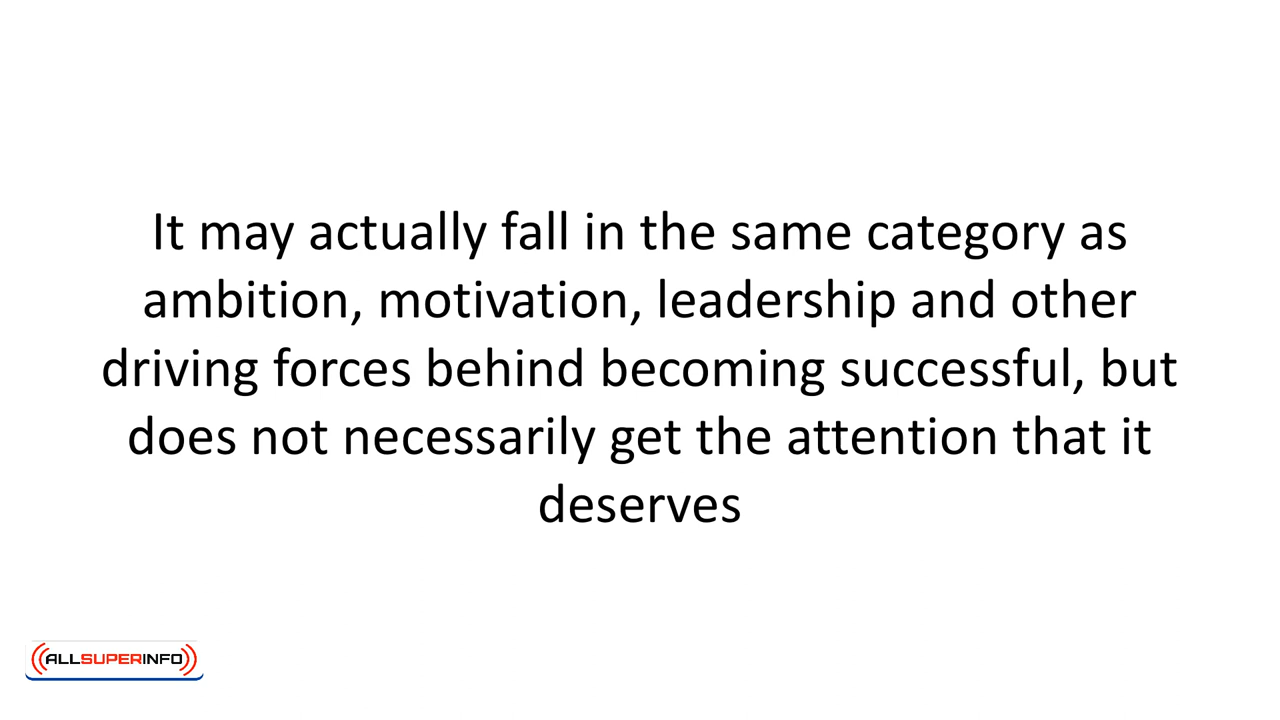 It may actually fall in the same category as
ambition, motivation, leadership and other
driving forces behind becoming successful, but
does not necessarily get the attention that it
deserves
ALLSUPERINFO